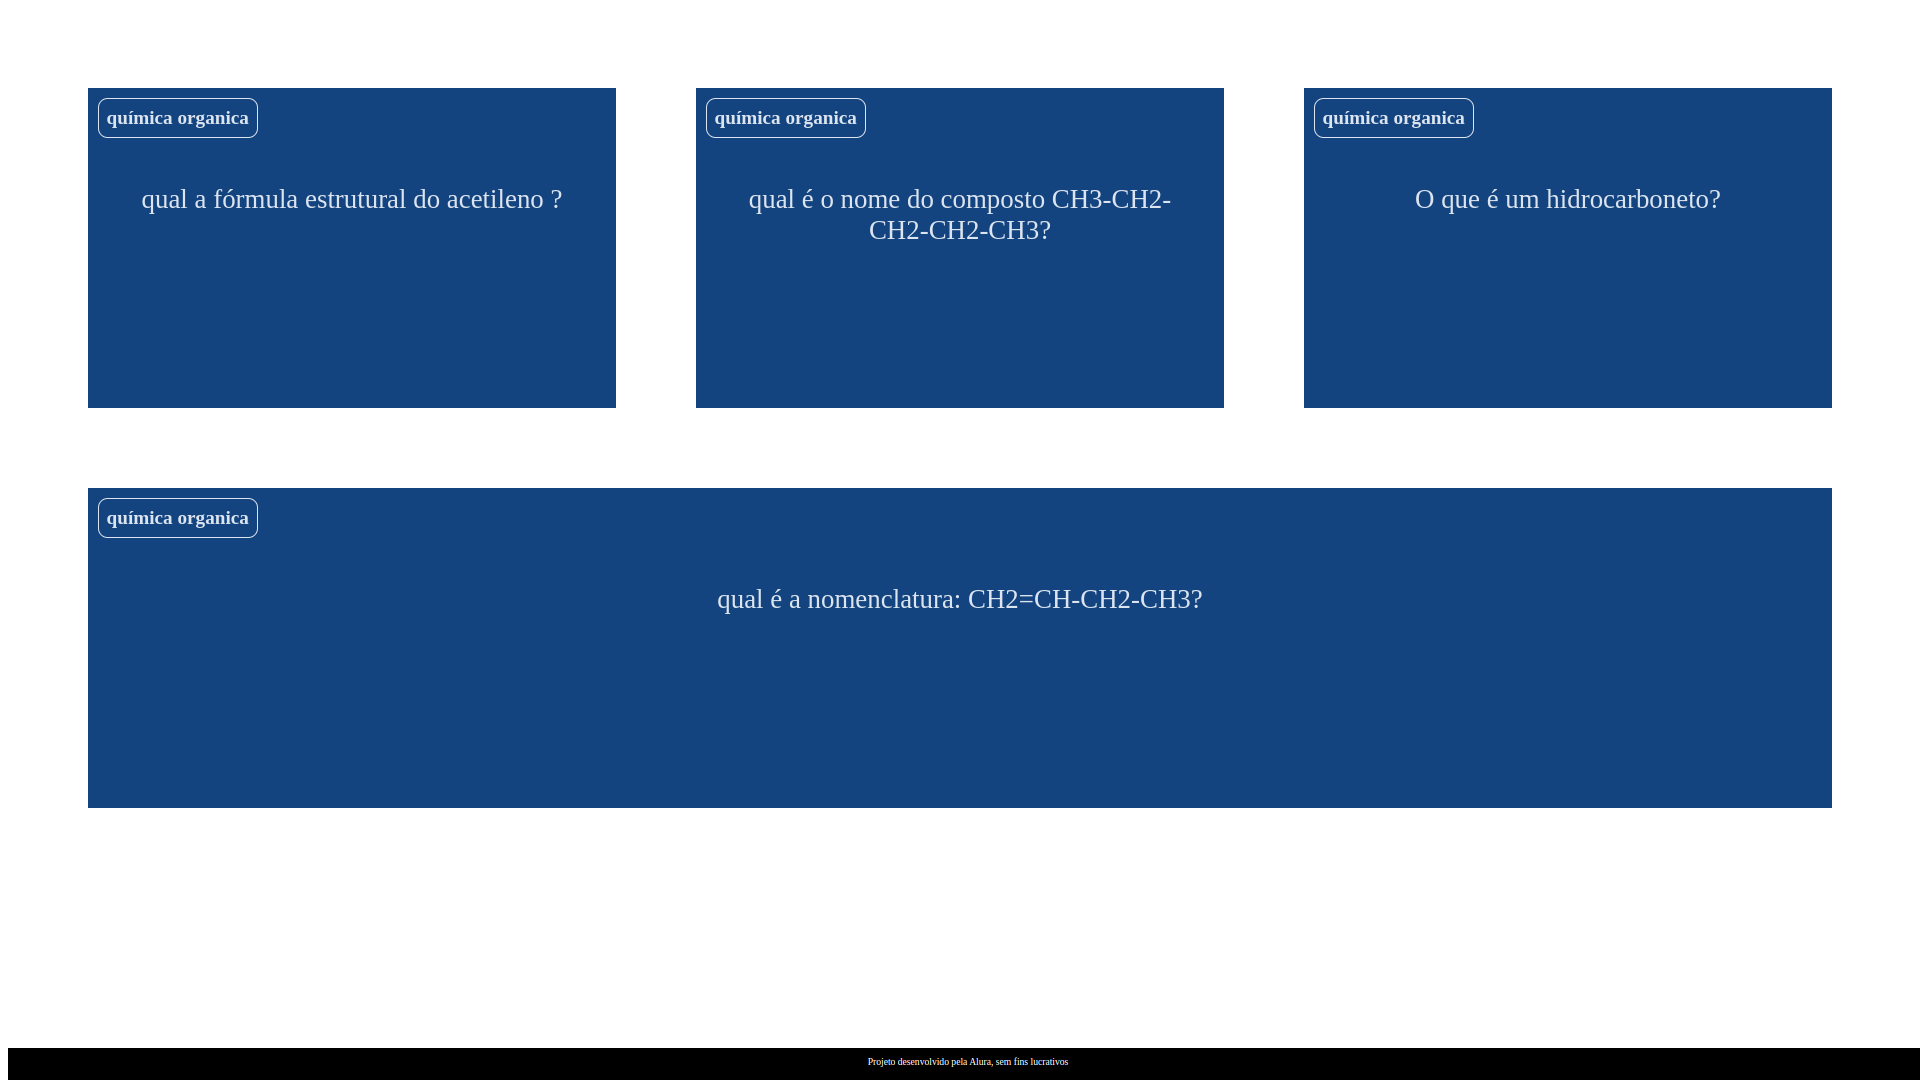 química organica
qual a fórmula estrutural do acetileno ?
química organica
qual é o nome do composto CH3-CH2-
CH2-CH2-CH3?
química organica
O que é um hidrocarboneto?
química organica
qual é a nomenclatura: CH2=CH-CH2-CH3?
Projeto desenvolvido pela Alura, sem fins lucrativos